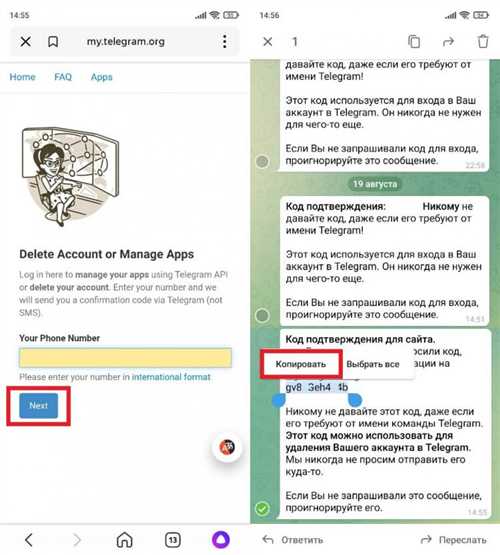 14:55
33
my.telegram.org
Home FAQ Apps
Delete Account or Manage Apps
Log in here to manage your apps using Telegram API
or delete your account. Enter your number and we
will send you a confirmation code via Telegram (not
SMS).
Your Phone Number
Please enter your number in international format
Next
13
14:56
1
давайте код, даже если его требуют от
имени Telegram!
Этот код используется для входа в Ваш
аккаунт в Telegram. Он никогда не нужен
для чего-то еще.
Если Вы не запрашивали код для входа,
проигнорируйте это сообщение.
22:58
19 августа
Код подтверждения: Никому не
давайте код, даже если его требуют от
имени Telegram!
Этот код используется для входа в Ваш
аккаунт в Telegram. Он никогда не нужен
для чего-то еще.
Если Вы не запрашивали код для входа,
проигнорируйте это сообщение.
14:51
Код подтверждения для сайта.
осили код,
Копировать Выбрать все
ации на
gv8 3eh4
Никому не давайте этот код, даже если
его требуют от имени команды Telegram.
Этот код можно использовать для
удаления Вашего аккаунта в Telegram.
Мы никогда не просим отправить его
куда-то.
Если Вы не запрашивали это сообщение,
проигнорируйте его.
14:55
Ответить Переслать